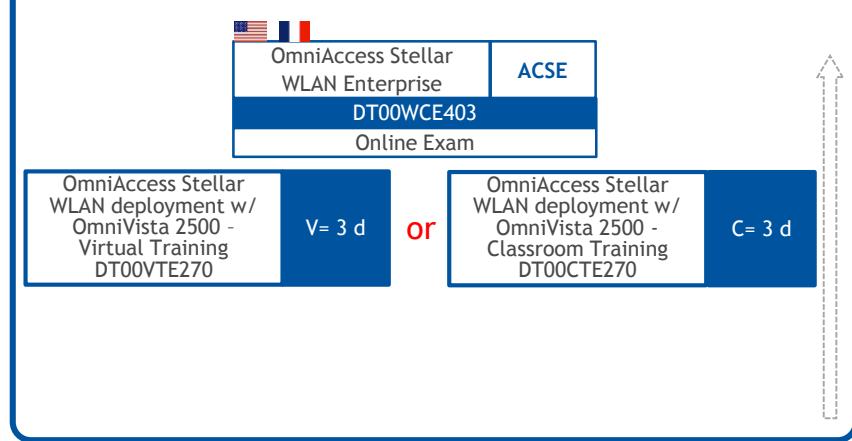 OmniAccess Stellar
WLAN Enterprise
ACSE
DT00WCE403
Online Exam
OmniAccess Stellar
WLAN deployment w/
OmniVista 2500 –
Virtual Training
DT00VTE270
V= 3 d
or
OmniAccess Stellar
WLAN deployment w/
OmniVista 2500 -
Classroom Training
DT00CTE270
C= 3 d